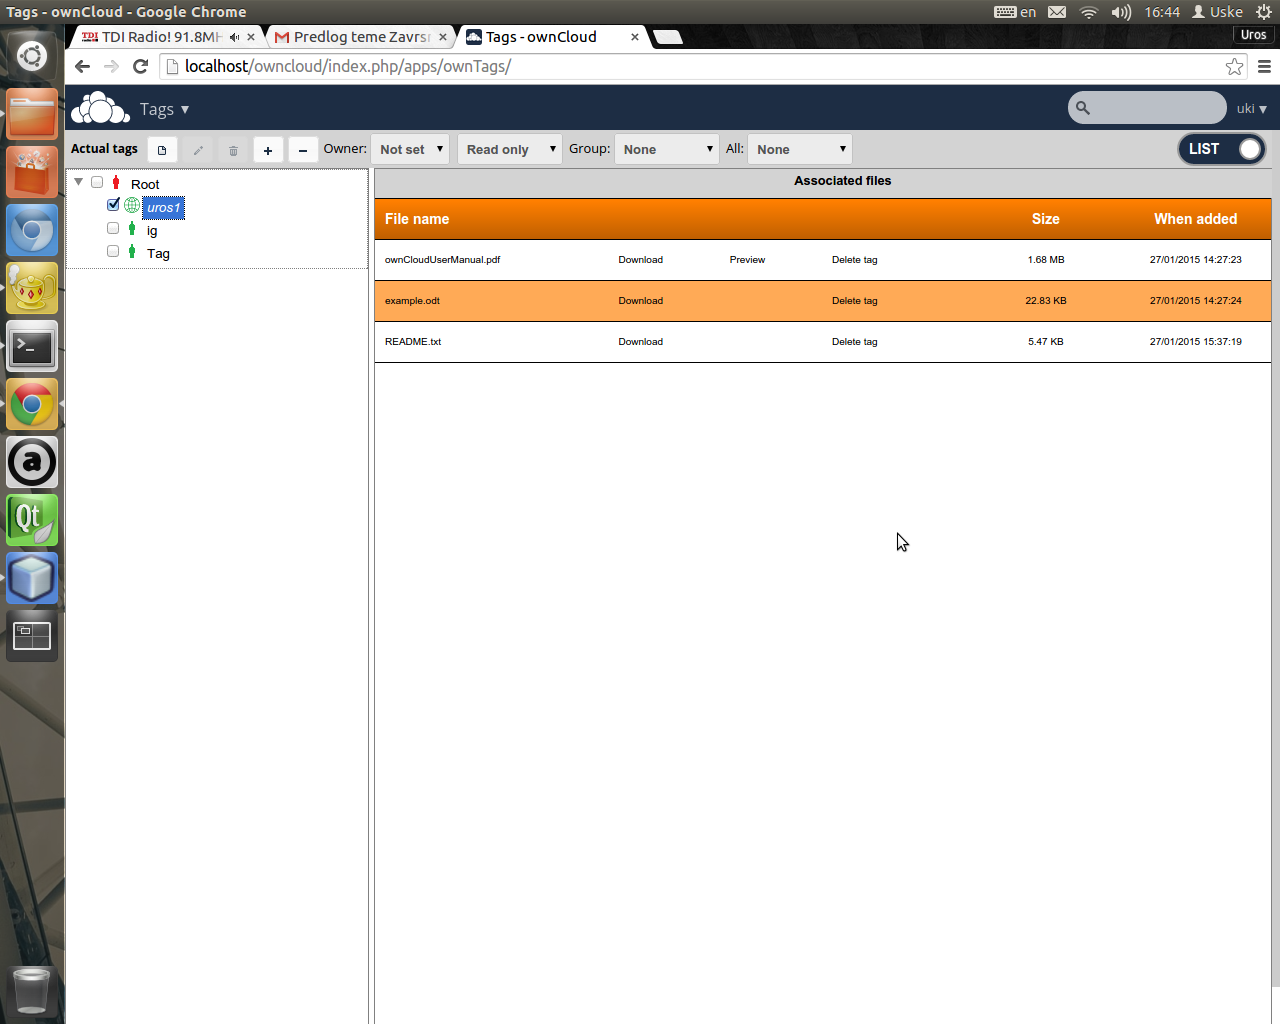 Tags - ownCloud - Google Chrome
en
16:44
Uske
TDI Radio! 91.8MH
Predlog teme Zavrsn
Tags - ownCloud
Uros
localhost/owncloud/index.php/apps/ownTags/
Tags ▾
uki ▾
Actual tags
+
−
Owner:
Not set
Read only
Group:
None
All:
None
LIST
Root
uros1
ig
Tag
Associated files
File name Size When added
ownCloudUserManual.pdf Download Preview Delete tag 1.68 MB 27/01/2015 14:27:23
example.odt Download Delete tag 22.83 KB 27/01/2015 14:27:24
README.txt Download Delete tag 5.47 KB 27/01/2015 15:37:19
>_
a
Qt